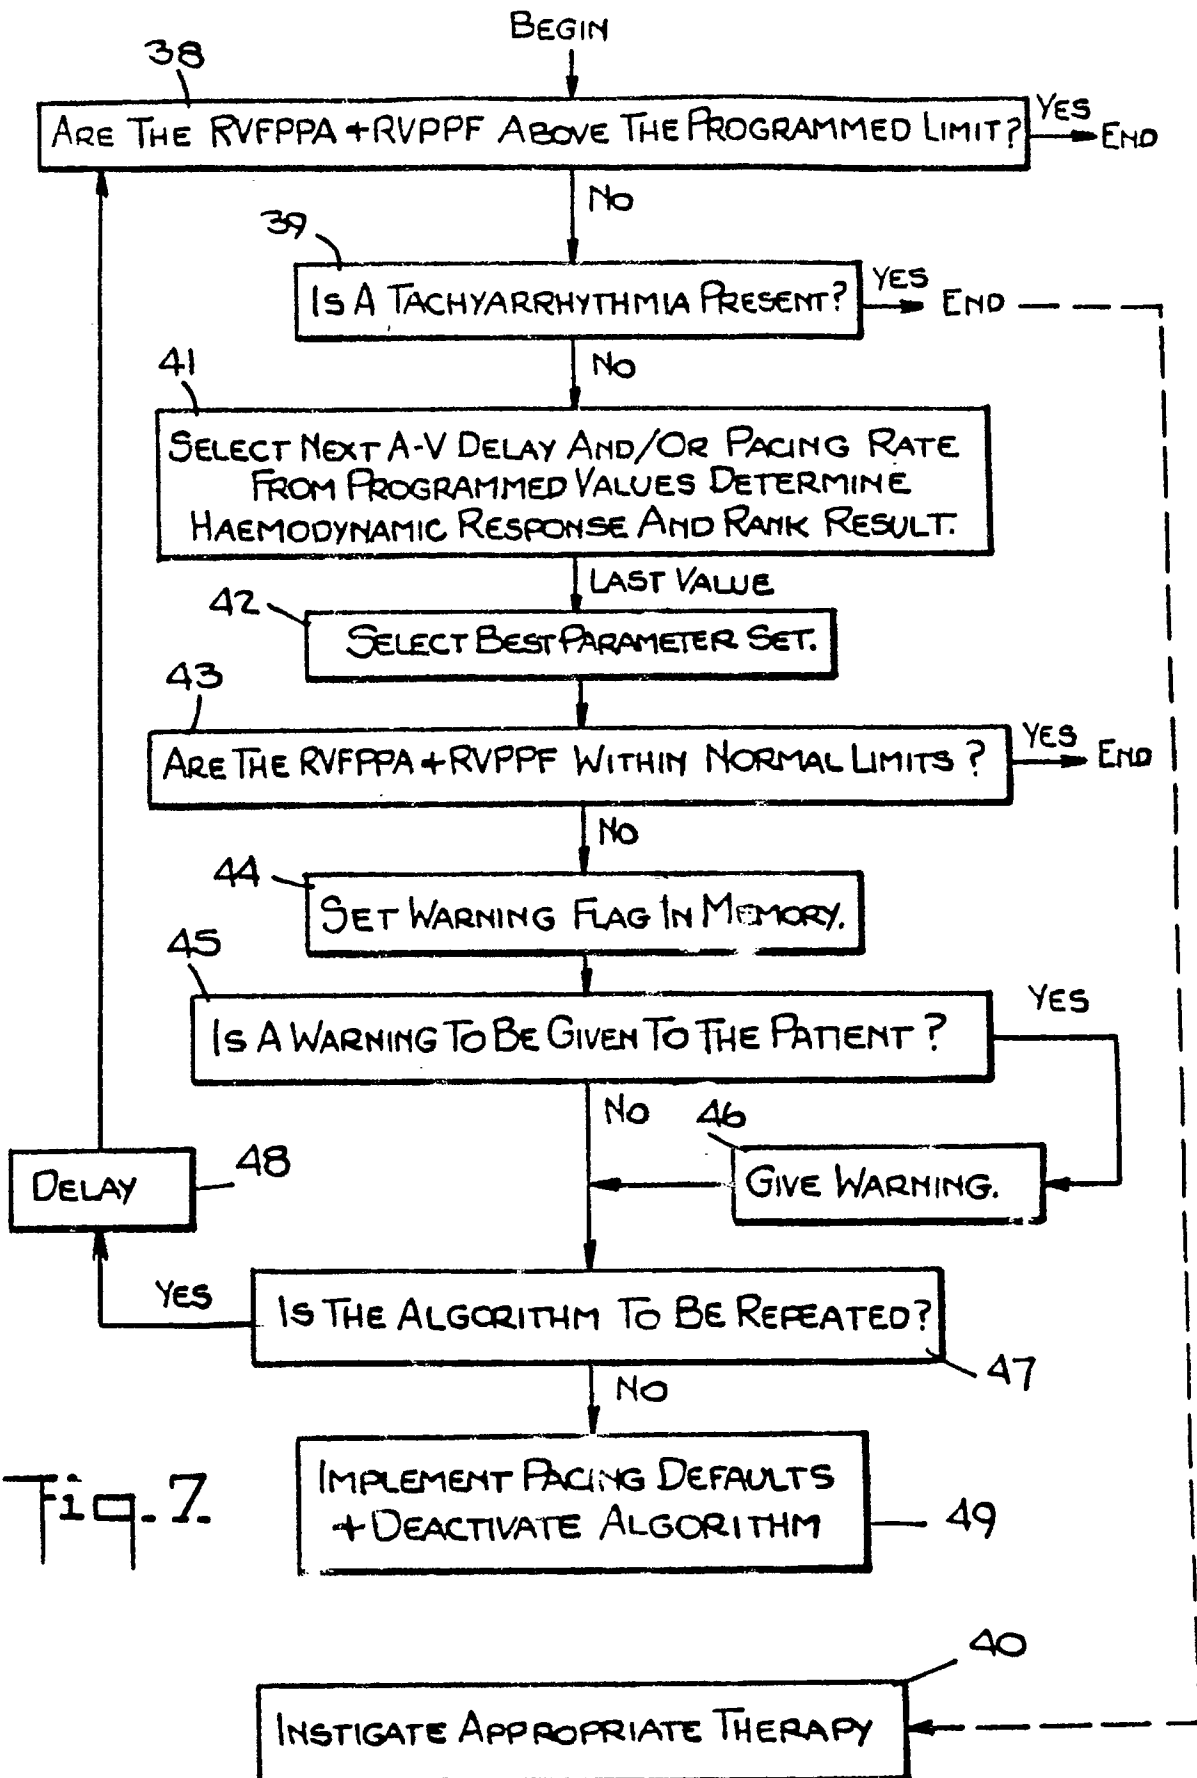 BEGIN
38
ARE THE RVFPPA + RVPPF ABOVE THE PROGRAMMED LIMIT?
YES
END
NO
39
IS A TACHYARRHYTHMIA PRESENT?
YES
END
NO
41
SELECT NEXT A-V DELAY AND/OR PACING RATE
FROM PROGRAMMED VALUES DETERMINE
HAEMODYNAMIC RESPONSE AND RANK RESULT.
LAST VALUE
42
SELECT BEST PARAMETER SET.
43
ARE THE RVFPPA + RVPPF WITHIN NORMAL LIMITS?
YES
END
NO
44
SET WARNING FLAG IN MEMORY.
45
IS A WARNING TO BE GIVEN TO THE PATIENT?
YES
NO
46
GIVE WARNING.
DELAY
48
YES
IS THE ALGORITHM TO BE REPEATED?
47
NO
IMPLEMENT PACING DEFAULTS
+ DEACTIVATE ALGORITHM
49
Fig. 7.
40
INSTIGATE APPROPRIATE THERAPY